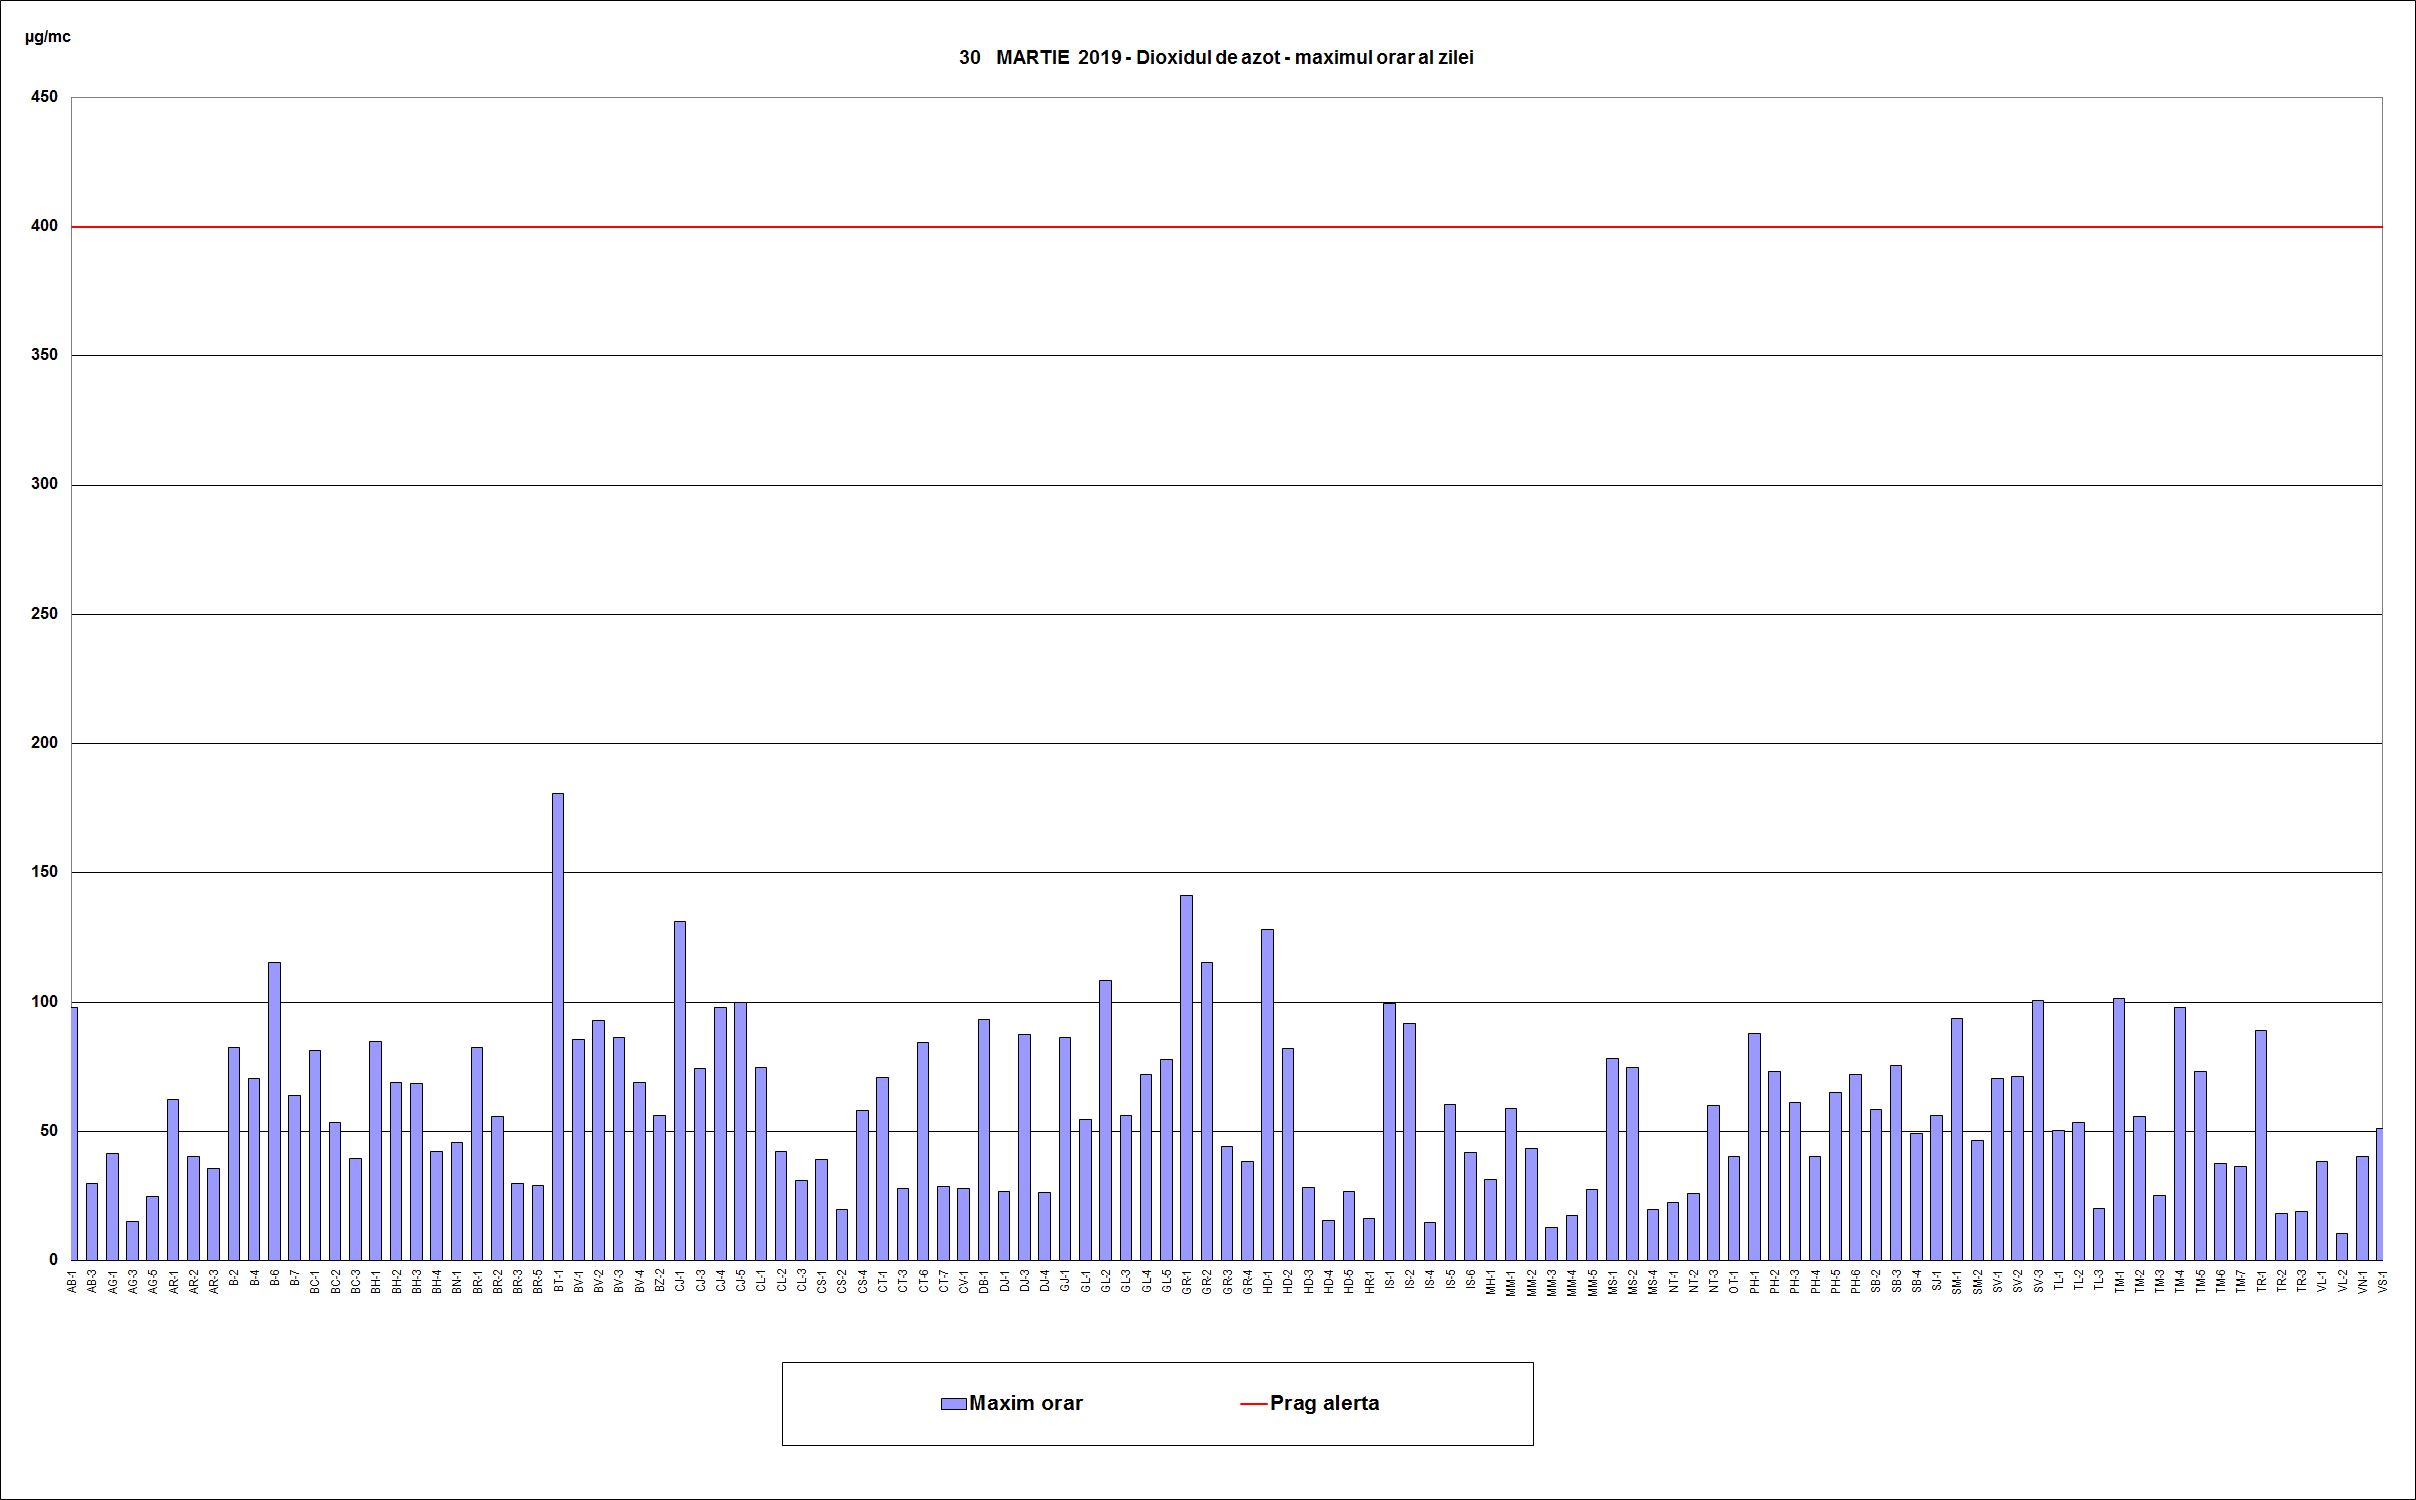 µg/mc
30 MARTIE 2019 - Dioxidul de azot - maximul orar al zilei
450
400
350
300
250
200
150
100
50
0
AB-1 AB-3 AG-1 AG-3 AG-5 AR-1 AR-2 AR-3 B-2 B-4 B-6 B-7 BC-1 BC-2 BC-3 BH-1 BH-2 BH-3 BH-4 BN-1 BR-1 BR-2 BR-3 BR-5 BT-1 BV-1 BV-2 BV-3 BV-4 BZ-2 CJ-1 CJ-3 CJ-4 CJ-5 CL-1 CL-2 CL-3 CS-1 CS-2 CS-4 CT-1 CT-3 CT-6 CT-7 CV-1 DB-1 DJ-1 DJ-3 DJ-4 GJ-1 GL-1 GL-2 GL-3 GL-4 GL-5 GR-1 GR-2 GR-3 GR-4 HD-1 HD-2 HD-3 HD-4 HD-5 HR-1 IS-1 IS-2 IS-4 IS-5 IS-6 MH-1 MM-1 MM-2 MM-3 MM-4 MM-5 MS-1 MS-2 MS-4 NT-1 NT-2 NT-3 OT-1 PH-1 PH-2 PH-3 PH-4 PH-5 PH-6 SB-2 SB-3 SB-4 SJ-1 SM-1 SM-2 SV-1 SV-2 SV-3 TL-1 TL-2 TL-3 TM-1 TM-2 TM-3 TM-4 TM-5 TM-6 TM-7 TR-1 TR-2 TR-3 VL-1 VL-2 VN-1 VS-1
Maxim orar Prag alerta